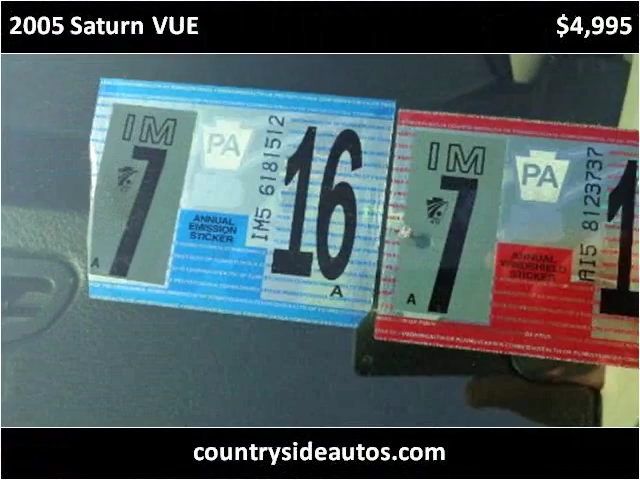 2005 Saturn VUE $4,995
IM
7
A
PA
ANNUAL
EMISSION
STICKER
IM5 6181512
16
A
IM
7
A
PA
ANNUAL
WINDSHIELD
STICKER
AI5 8123737
1
countrysideautos.com